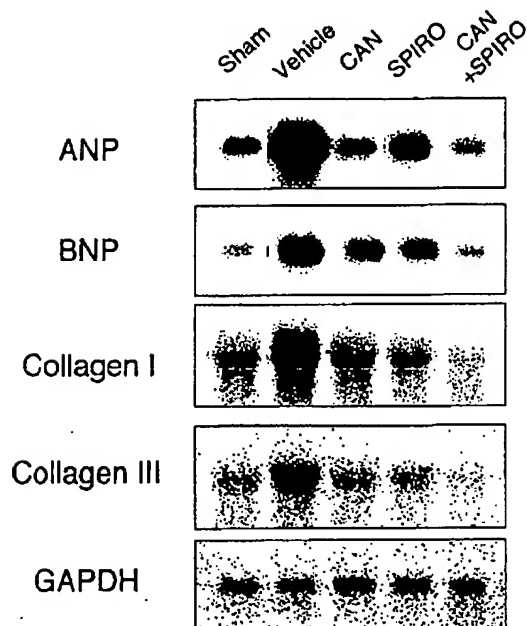 Sham Vehicle CAN SPIRO CAN
+SPIRO
ANP
BNP
Collagen I
Collagen III
GAPDH